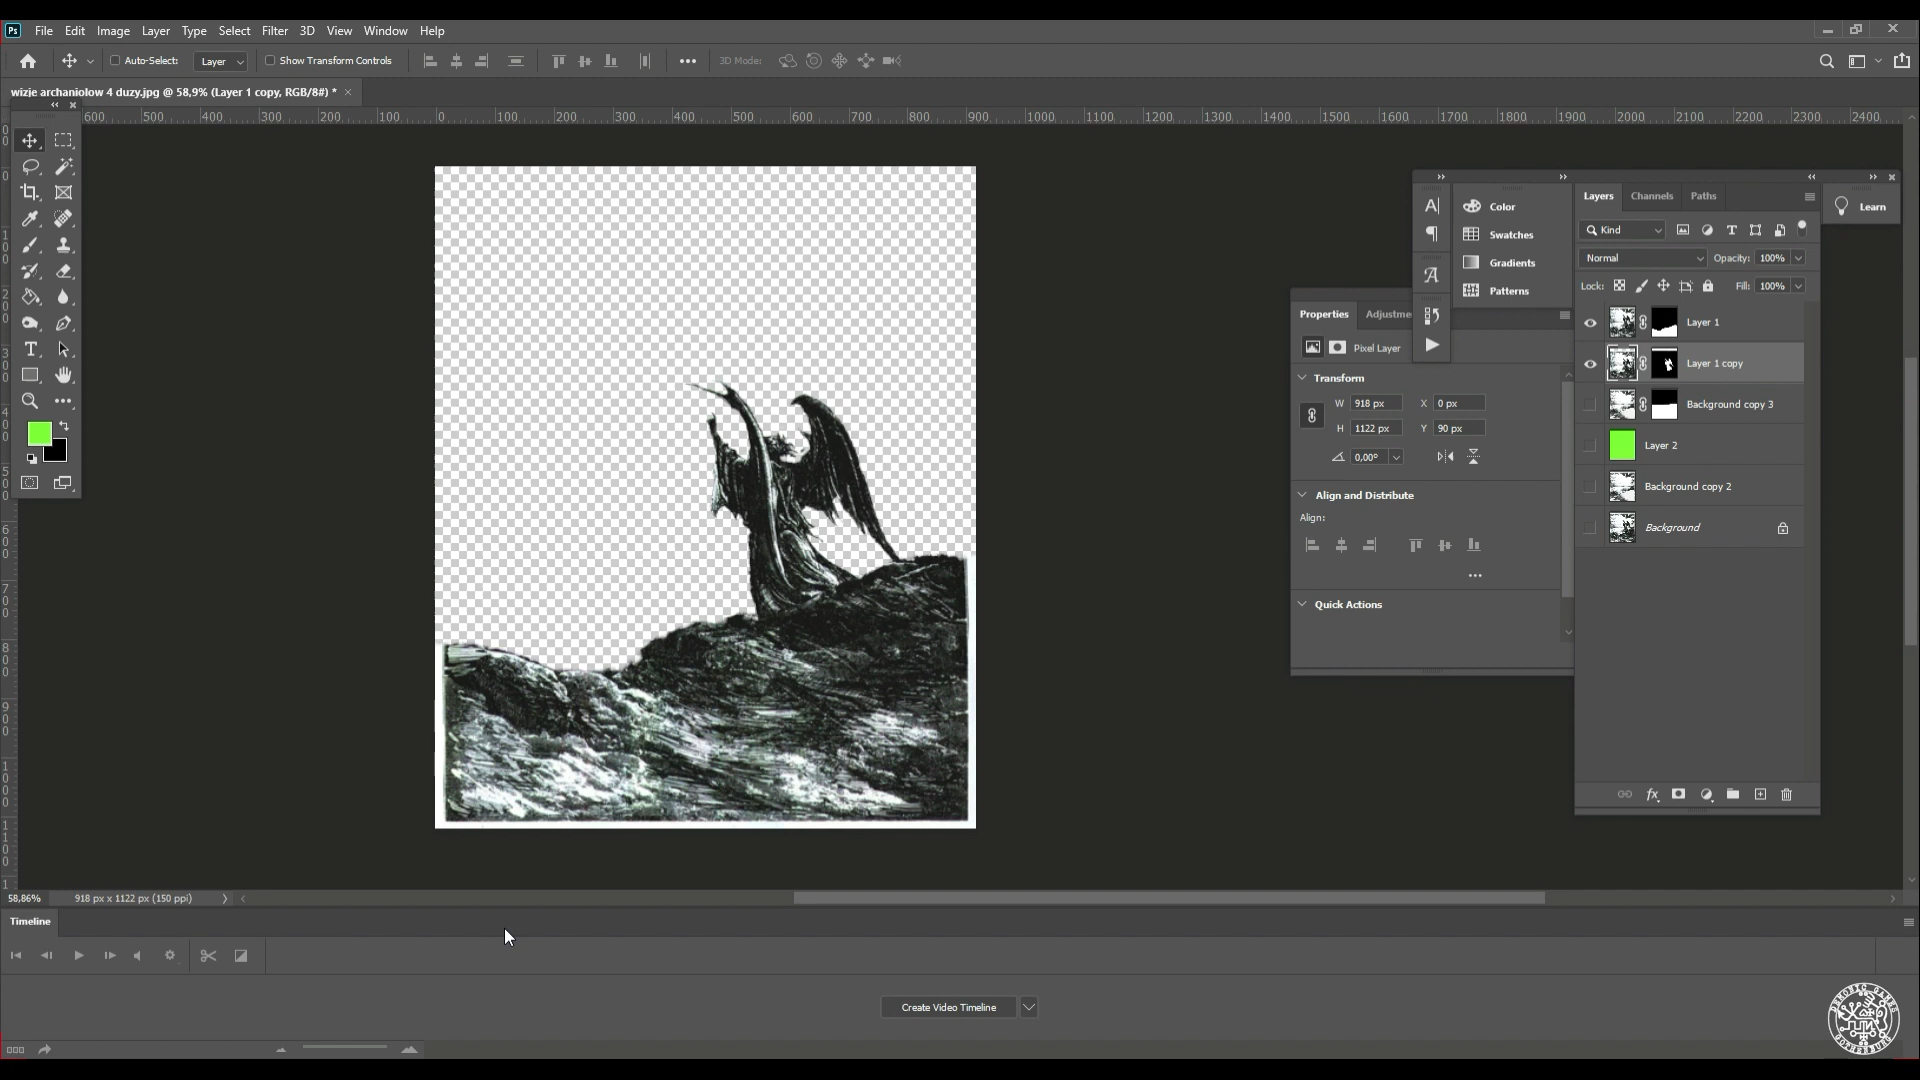 Ps File Edit Image Layer Type Select Filter 3D View Window Help
Auto-Select: Layer Show Transform Controls 3D Mode:
wizje archaniolow 4 duzy.jpg @ 58,9% (Layer 1 copy, RGB/8#) *
600 500 400 300 200 100 0 100 200 300 400 500 600 700 800 900 1000 1100 1200 1300 1400 1500 1600 1700 1800 1900 2000 2100 2200 2300 2400
Layers Channels Paths
Learn
Color
Swatches
Gradients
Patterns
Kind
Normal Opacity: 100%
Lock: Fill: 100%
Layer 1
Layer 1 copy
Background copy 3
Layer 2
Background copy 2
Background
Properties Adjustme
Pixel Layer
Transform
W 918 px X 0 px
H 1122 px Y 90 px
0,00°
Align and Distribute
Align:
Quick Actions
58,86% 918 px x 1122 px (150 ppi)
Timeline
Create Video Timeline
DEMONIC GAMES
GOTHENBURG